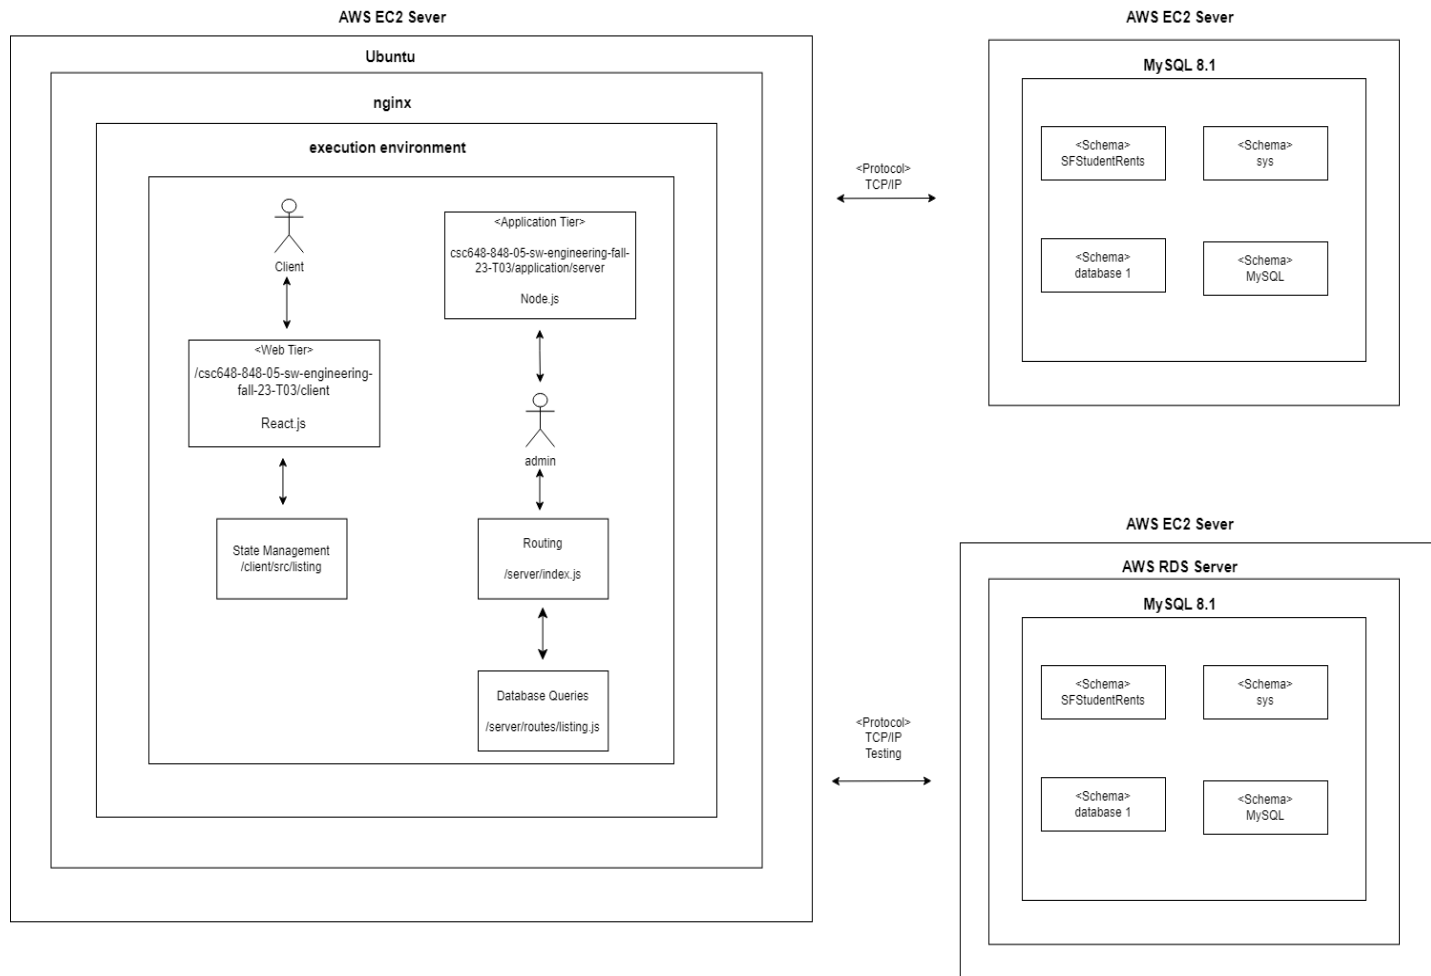 AWS EC2 Sever
Ubuntu
nginx
execution environment
Client
<Web Tier>
/csc648-848-05-sw-engineering-
fall-23-T03/client
React.js
State Management
/client/src/listing
<Application Tier>
csc648-848-05-sw-engineering-fall-
23-T03/application/server
Node.js
admin
Routing
/server/index.js
Database Queries
/server/routes/listing.js
<Protocol>
TCP/IP
<Protocol>
TCP/IP
Testing
AWS EC2 Sever
MySQL 8.1
<Schema>
SFStudentRents
<Schema>
sys
<Schema>
database 1
<Schema>
MySQL
AWS EC2 Sever
AWS RDS Server
MySQL 8.1
<Schema>
SFStudentRents
<Schema>
sys
<Schema>
database 1
<Schema>
MySQL